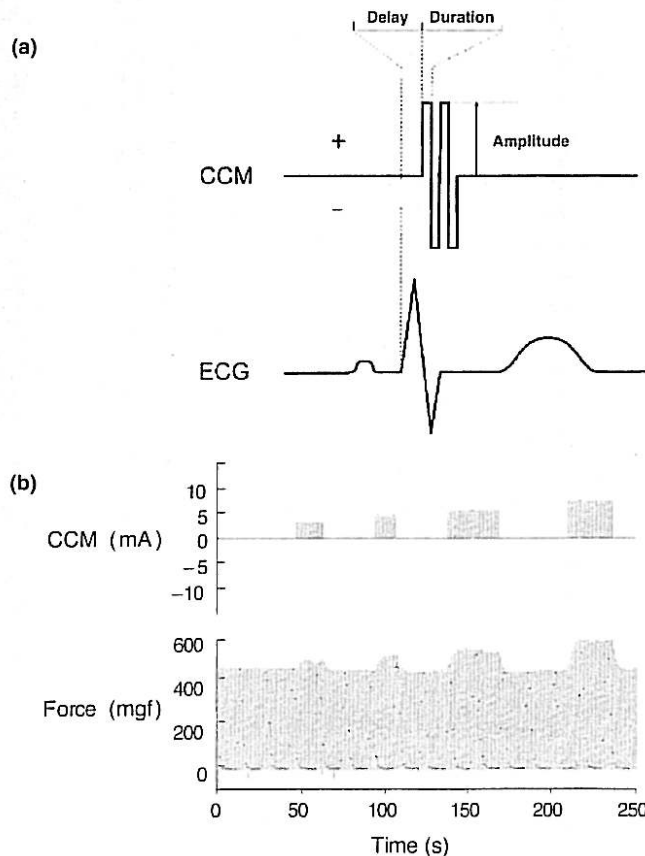 (a)
Delay Duration
+
CCM
−
Amplitude
ECG
(b)
10
5
CCM (mA) 0
−5
−10
600
400
Force (mgf) 200
0
0 50 100 150 200 250
Time (s)